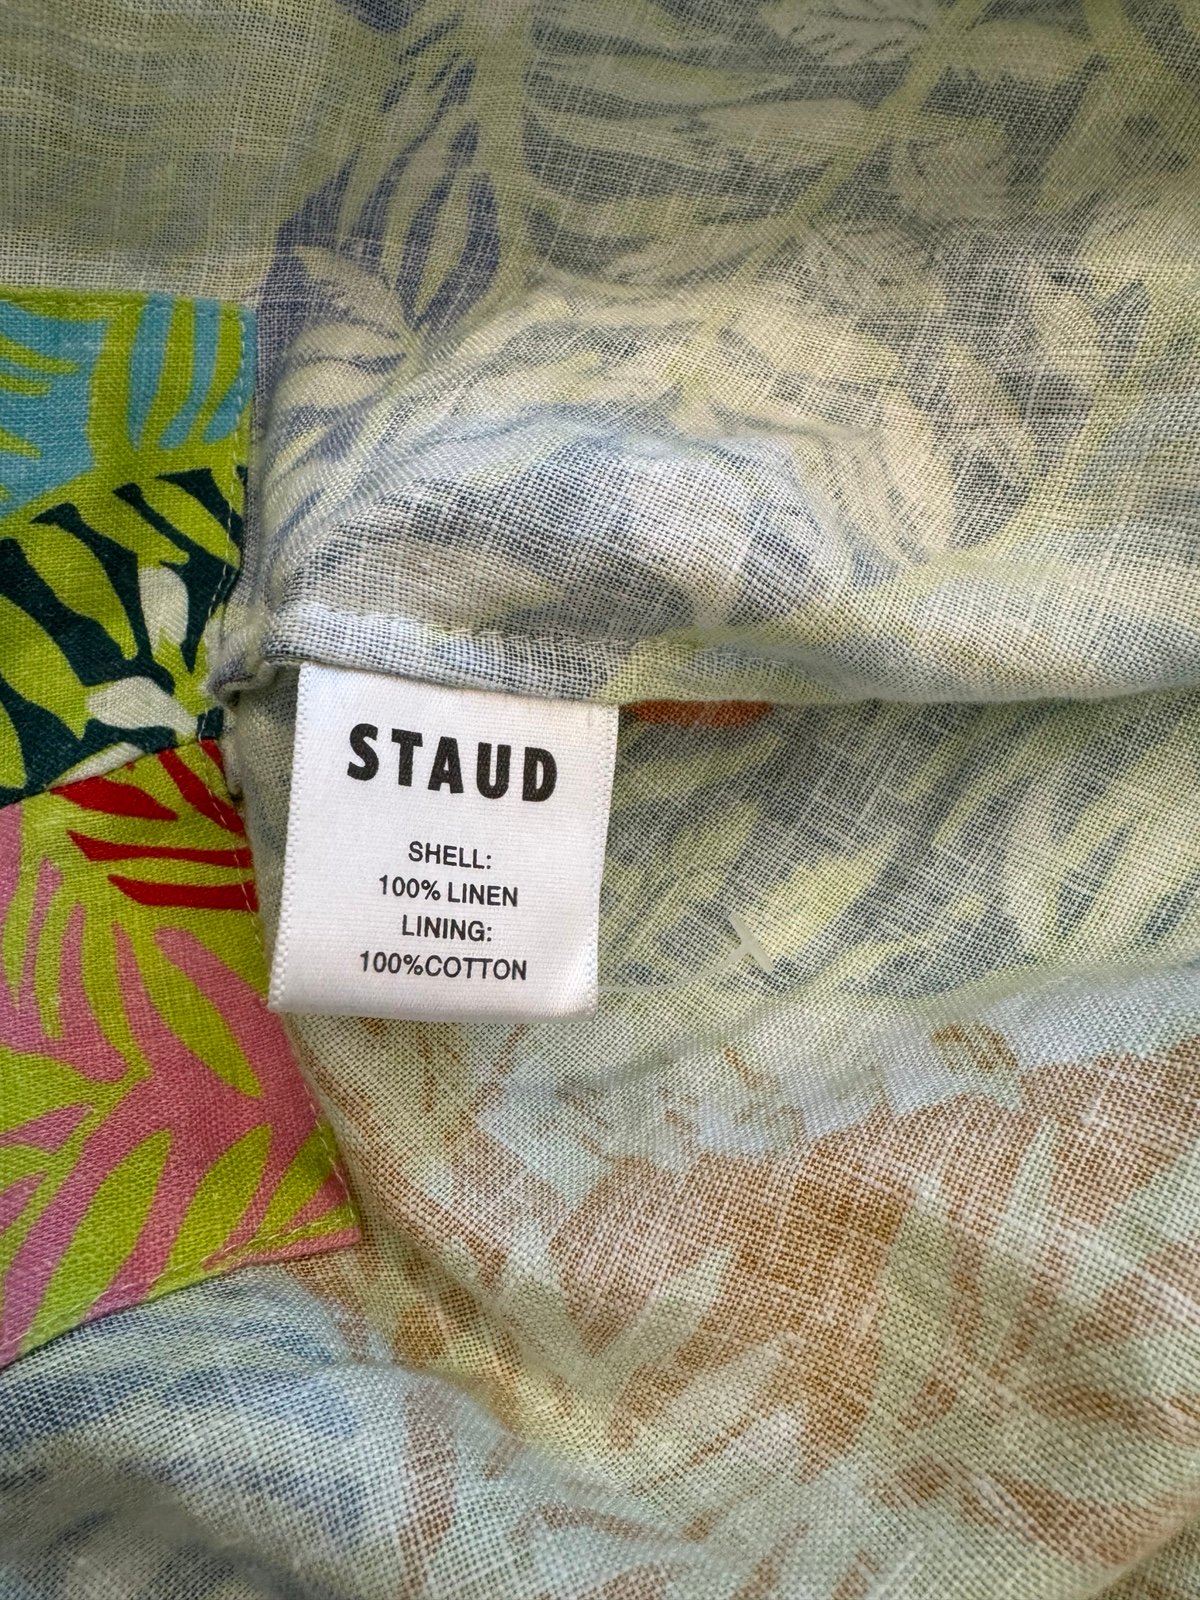 STAUD
SHELL:
100% LINEN
LINING:
100%COTTON